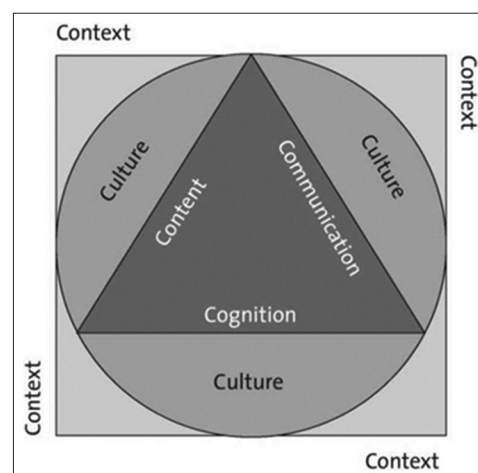 Context
Context
Culture
Culture
Content
Communication
Cognition
Culture
Context
Context